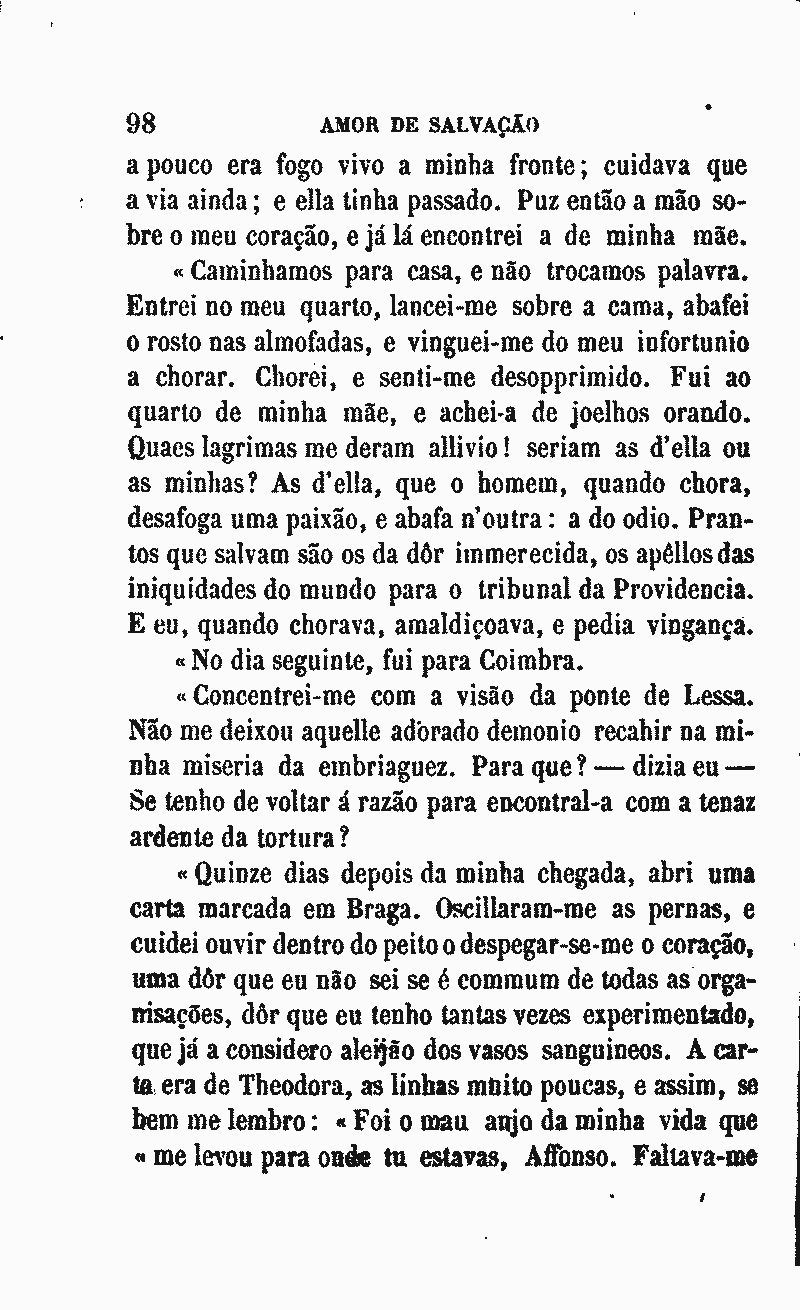 98 AMOR DE SALVAÇÃO
a pouco era fogo vivo a minha fronte; cuidava que
a via ainda; e ella tinha passado. Puz então a mão so-
bre o meu coração, e já lá encontrei a de minha mãe.
« Caminhamos para casa, e não trocamos palavra.
Entrei no meu quarto, lancei-me sobre a cama, abafei
o rosto nas almofadas, e vinguei-me do meu infortunio
a chorar. Chorei, e senti-me desopprimido. Fui ao
quarto de minha mãe, e achei-a de joelhos orando.
Quaes lagrimas me deram allivio! seriam as d'ella ou
as minhas? As d'ella, que o homem, quando chora,
desafoga uma paixão, e abafa n'outra: a do odio. Pran-
tos que salvam são os da dôr immerecida, os apêllos das
iniquidades do mundo para o tribunal da Providencia.
E eu, quando chorava, amaldiçoava, e pedia vingança.
« No dia seguinte, fui para Coimbra.
« Concentrei-me com a visão da ponte de Lessa.
Não me deixou aquelle adorado demonio recahir na mi-
nha miseria da embriaguez. Para que? — dizia eu —
Se tenho de voltar á razão para encontral-a com a tenaz
ardente da tortura?
« Quinze dias depois da minha chegada, abri uma
carta marcada em Braga. Oscillaram-me as pernas, e
cuidei ouvir dentro do peito o despegar-se-me o coração,
uma dôr que eu não sei se é commum de todas as orga-
nisações, dôr que eu tenho tantas vezes experimentado,
que já a considero aleijão dos vasos sanguineos. A car-
ta era de Theodora, as linhas muito poucas, e assim, se
bem me lembro: « Foi o mau anjo da minha vida que
« me levou para onde tu estavas, Affonso. Faltava-me